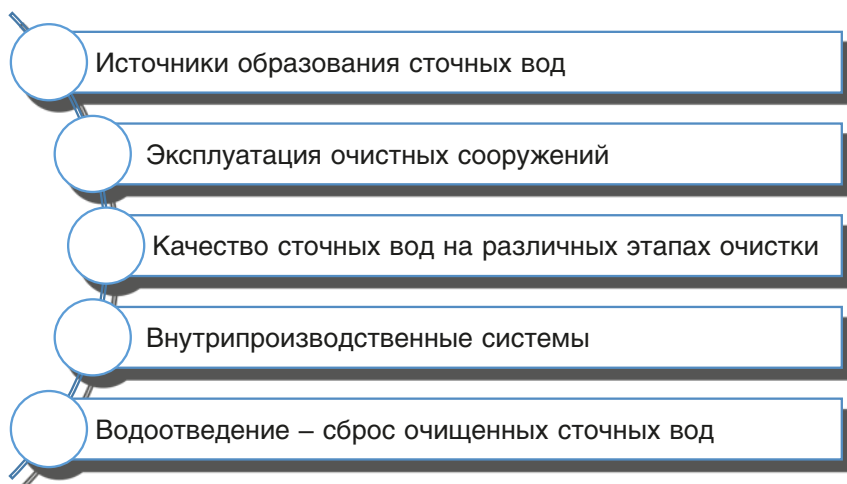 Источники образования сточных вод
Эксплуатация очистных сооружений
Качество сточных вод на различных этапах очистки
Внутрипроизводственные системы
Водоотведение – сброс очищенных сточных вод